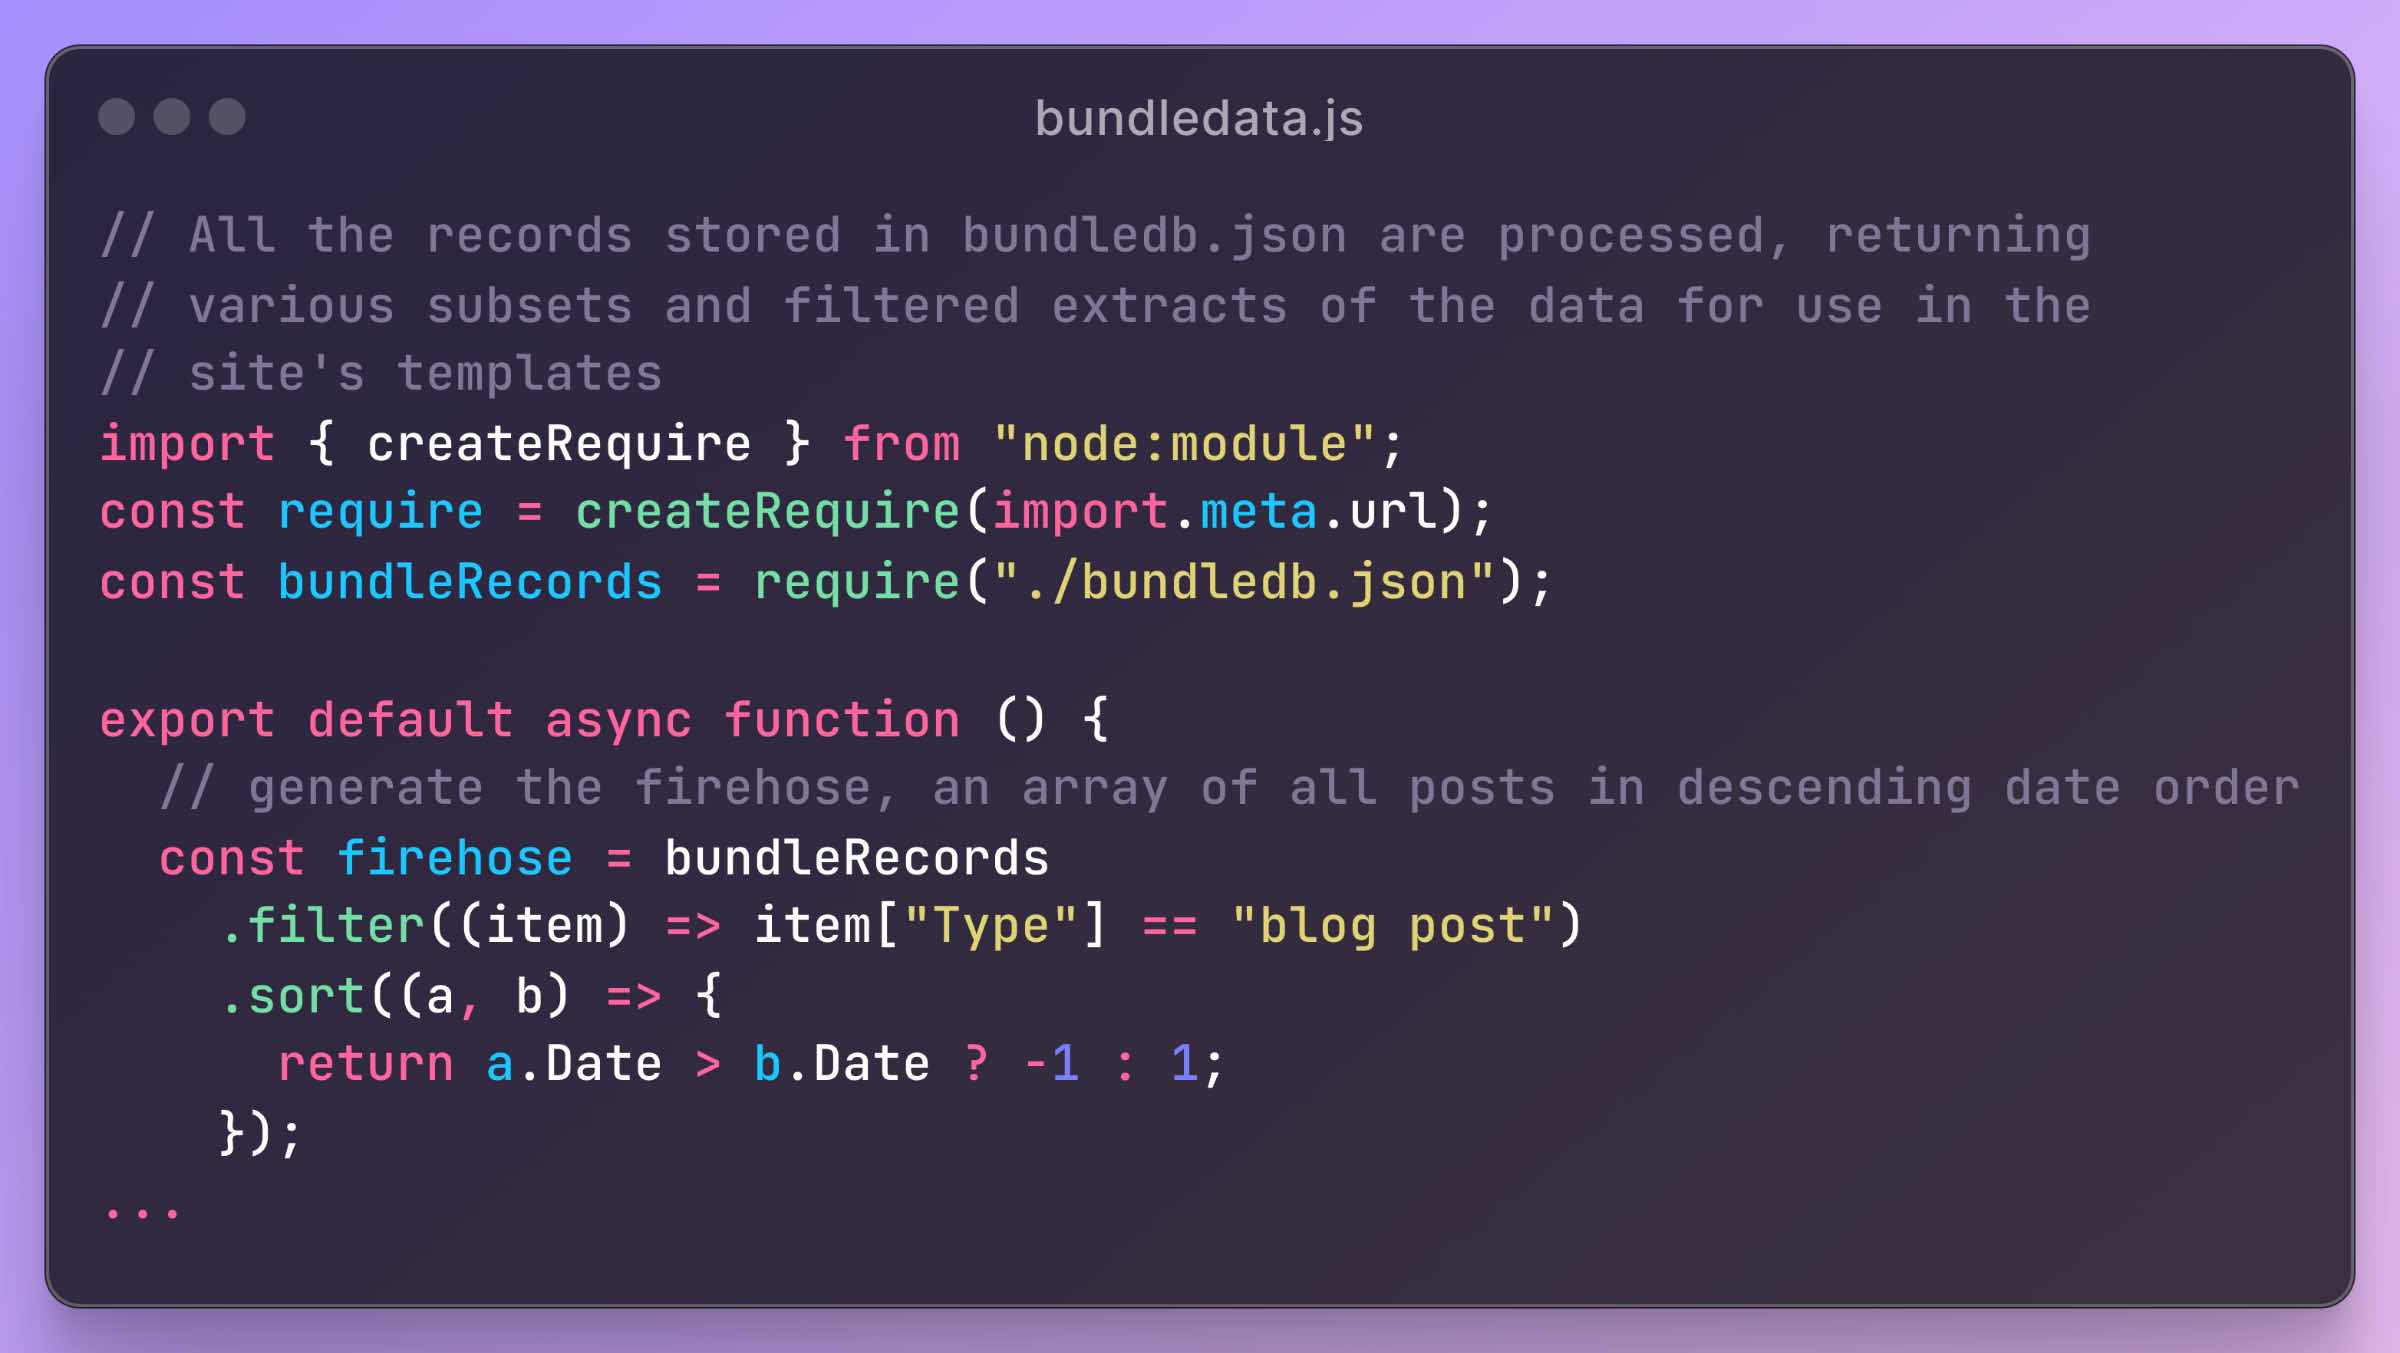 bundledata.js
// All the records stored in bundledb.json are processed, returning
// various subsets and filtered extracts of the data for use in the
// site's templates
import { createRequire } from "node:module";
const require = createRequire(import.meta.url);
const bundleRecords = require("./bundledb.json");

export default async function () {
  // generate the firehose, an array of all posts in descending date order
  const firehose = bundleRecords
    .filter((item) => item["Type"] == "blog post")
    .sort((a, b) => {
      return a.Date > b.Date ? -1 : 1;
    });
...